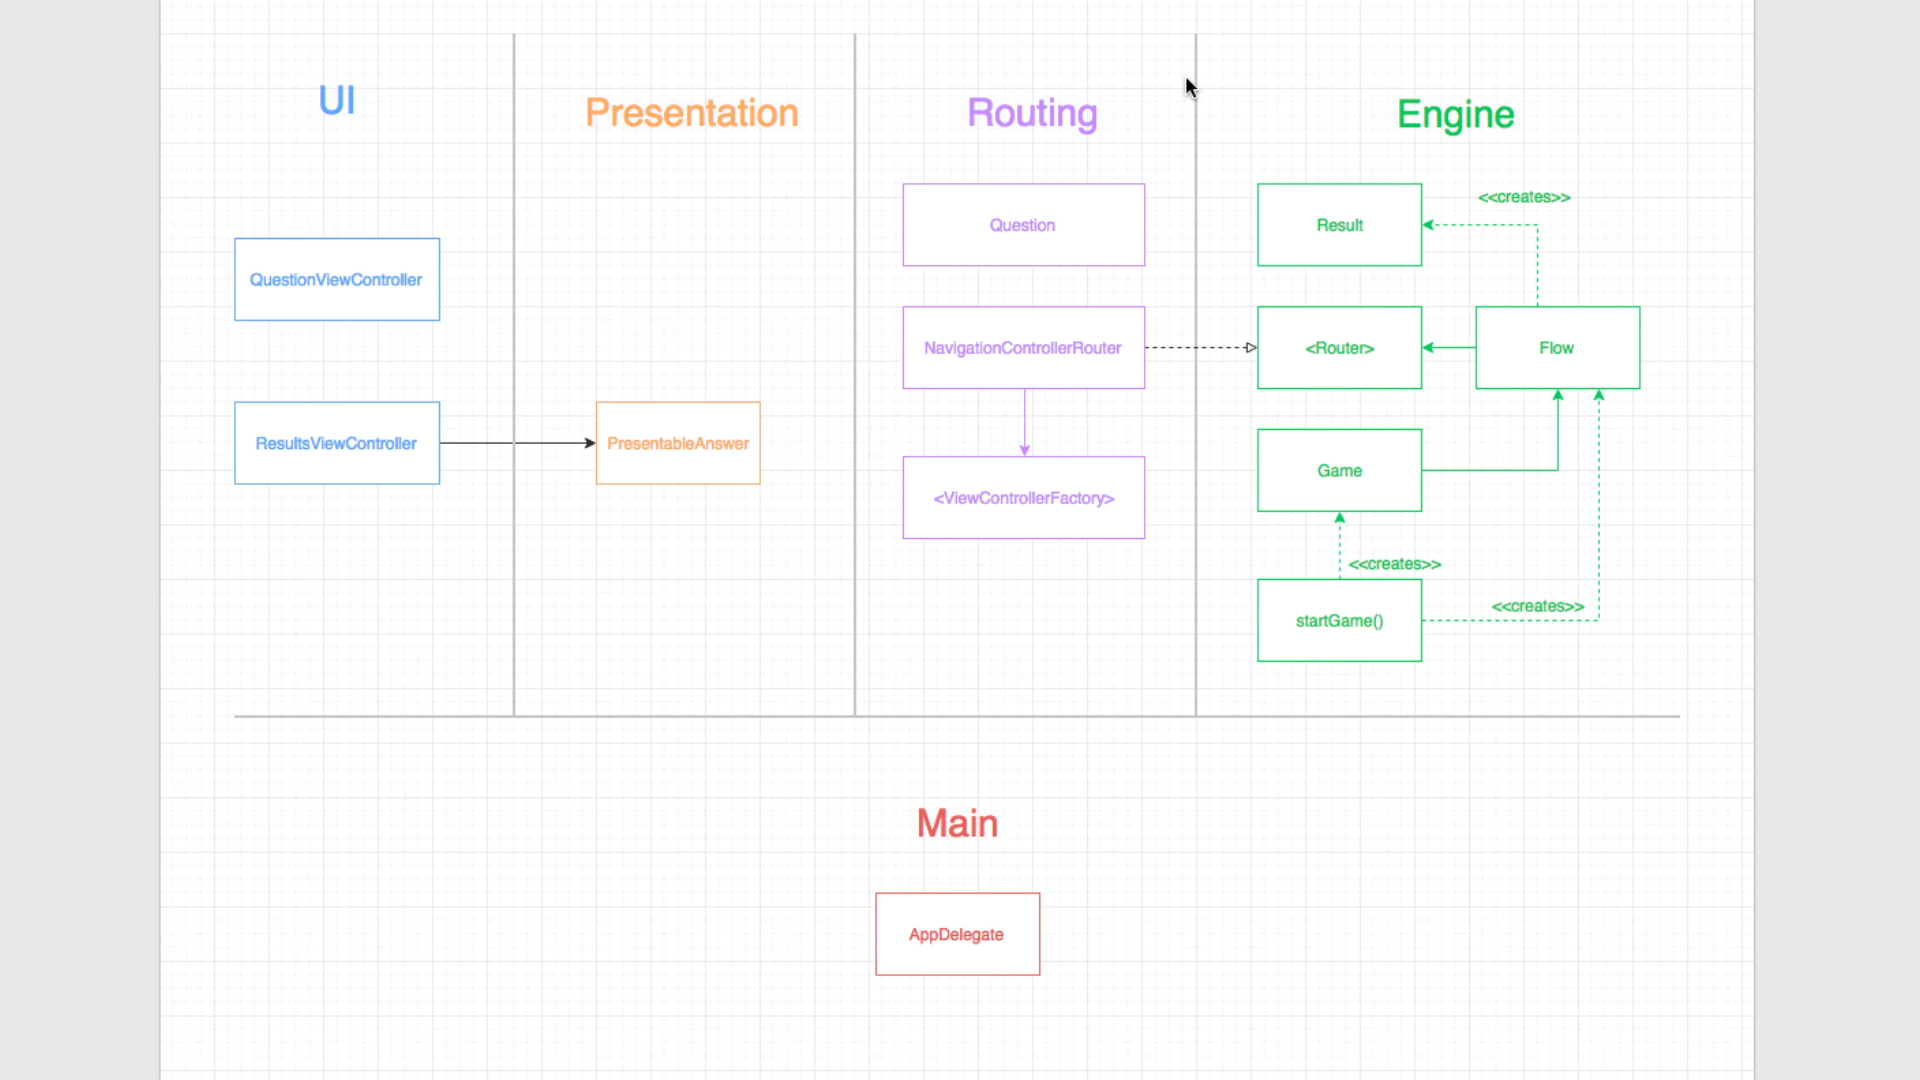 UI
Presentation
Routing
Engine
QuestionViewController
ResultsViewController
PresentableAnswer
Question
NavigationControllerRouter
<ViewControllerFactory>
Result
<<creates>>
<Router>
Flow
Game
<<creates>>
<<creates>>
startGame()
Main
AppDelegate